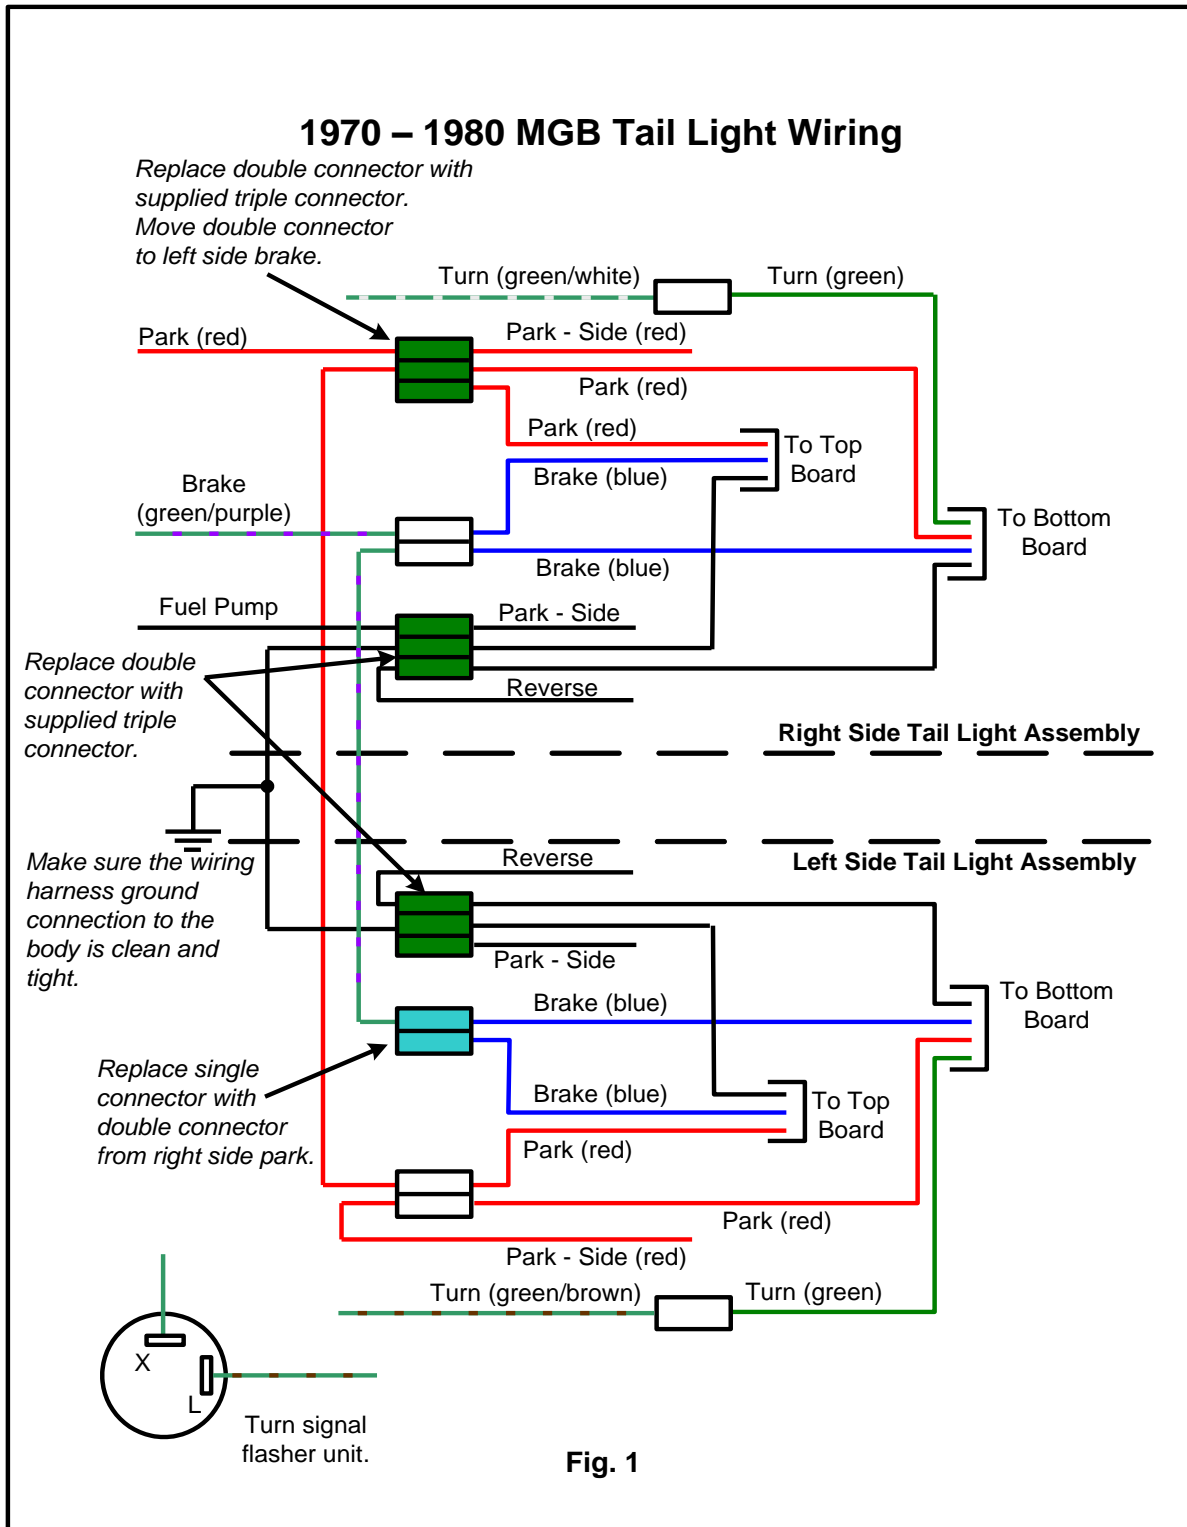 1970 – 1980 MGB Tail Light Wiring
Replace double connector with
supplied triple connector.
Move double connector
to left side brake.
Turn (green/white)
Turn (green)
Park (red)
Park - Side (red)
Park (red)
Park (red)
To Top
Board
Brake (blue)
Brake
(green/purple)
To Bottom
Board
Brake (blue)
Fuel Pump
Park - Side
Replace double
connector with
supplied triple
connector.
Reverse
Right Side Tail Light Assembly
Left Side Tail Light Assembly
Make sure the wiring
harness ground
connection to the
body is clean and
tight.
Reverse
Park - Side
Brake (blue)
To Bottom
Board
Replace single
connector with
double connector
from right side park.
Brake (blue)
To Top
Board
Park (red)
Park (red)
Park - Side (red)
Turn (green/brown)
Turn (green)
X
L
Turn signal
flasher unit.
Fig. 1